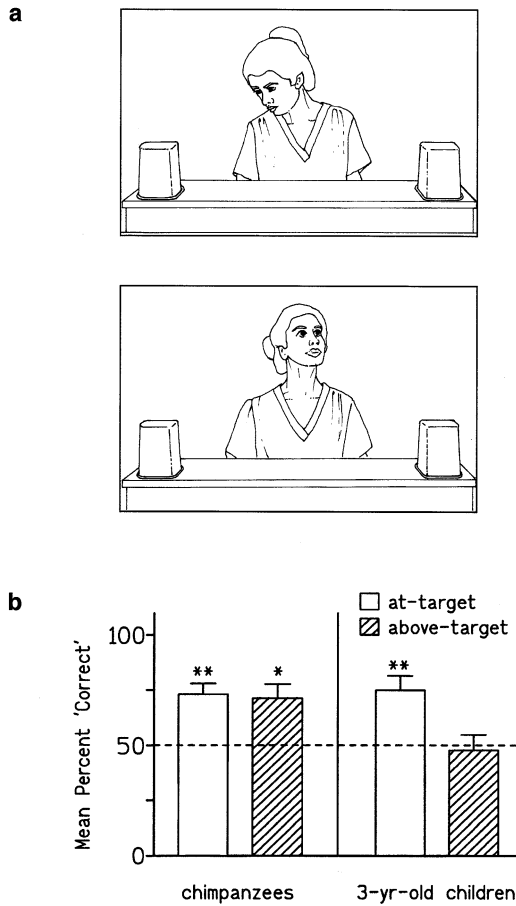 a
b
at-target
above-target
Mean Percent 'Correct'
100
50
0
**
*
**
chimpanzees
3-yr-old children